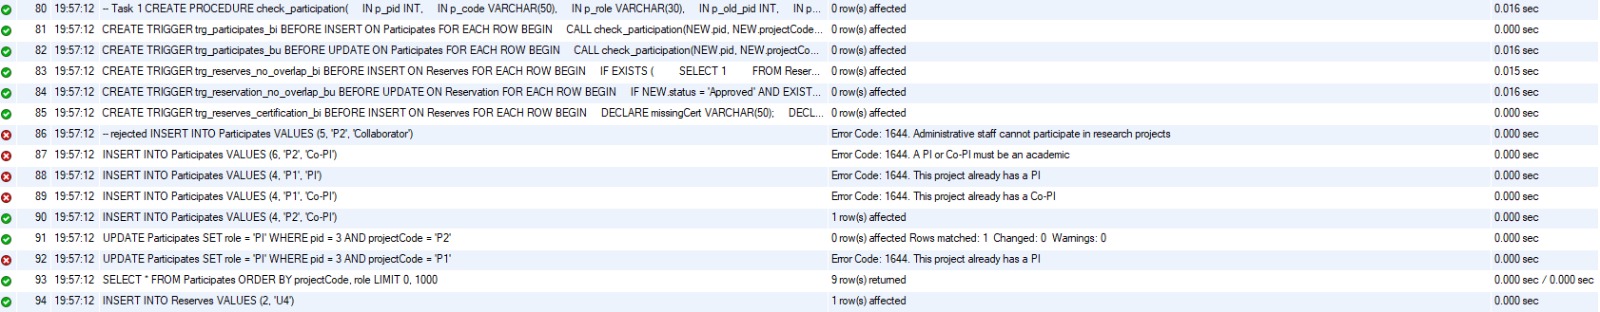 80 19:57:12 -- Task 1 CREATE PROCEDURE check_participation( IN p_pid INT, IN p_code VARCHAR(50), IN p_role VARCHAR(30), IN p_old_pid INT, IN p... 0 row(s) affected 0.016 sec
81 19:57:12 CREATE TRIGGER trg_participates_bi BEFORE INSERT ON Participates FOR EACH ROW BEGIN CALL check_participation(NEW.pid, NEW.projectCode... 0 row(s) affected 0.000 sec
82 19:57:12 CREATE TRIGGER trg_participates_bu BEFORE UPDATE ON Participates FOR EACH ROW BEGIN CALL check_participation(NEW.pid, NEW.projectCo... 0 row(s) affected 0.016 sec
83 19:57:12 CREATE TRIGGER trg_reserves_no_overlap_bi BEFORE INSERT ON Reserves FOR EACH ROW BEGIN IF EXISTS ( SELECT 1 FROM Reser... 0 row(s) affected 0.015 sec
84 19:57:12 CREATE TRIGGER trg_reservation_no_overlap_bu BEFORE UPDATE ON Reservation FOR EACH ROW BEGIN IF NEW.status = 'Approved' AND EXIST... 0 row(s) affected 0.016 sec
85 19:57:12 CREATE TRIGGER trg_reserves_certification_bi BEFORE INSERT ON Reserves FOR EACH ROW BEGIN DECLARE missingCert VARCHAR(50); DECL... 0 row(s) affected 0.000 sec
86 19:57:12 -- rejected INSERT INTO Participates VALUES (5, 'P2', 'Collaborator') Error Code: 1644. Administrative staff cannot participate in research projects 0.000 sec
87 19:57:12 INSERT INTO Participates VALUES (6, 'P2', 'Co-PI') Error Code: 1644. A PI or Co-PI must be an academic 0.000 sec
88 19:57:12 INSERT INTO Participates VALUES (4, 'P1', 'PI') Error Code: 1644. This project already has a PI 0.000 sec
89 19:57:12 INSERT INTO Participates VALUES (4, 'P1', 'Co-PI') Error Code: 1644. This project already has a Co-PI 0.000 sec
90 19:57:12 INSERT INTO Participates VALUES (4, 'P2', 'Co-PI') 1 row(s) affected 0.000 sec
91 19:57:12 UPDATE Participates SET role = 'PI' WHERE pid = 3 AND projectCode = 'P2' 0 row(s) affected Rows matched: 1 Changed: 0 Warnings: 0 0.000 sec
92 19:57:12 UPDATE Participates SET role = 'PI' WHERE pid = 3 AND projectCode = 'P1' Error Code: 1644. This project already has a PI 0.000 sec
93 19:57:12 SELECT * FROM Participates ORDER BY projectCode, role LIMIT 0, 1000 9 row(s) returned 0.000 sec / 0.000 sec
94 19:57:12 INSERT INTO Reserves VALUES (2, 'U4') 1 row(s) affected 0.000 sec